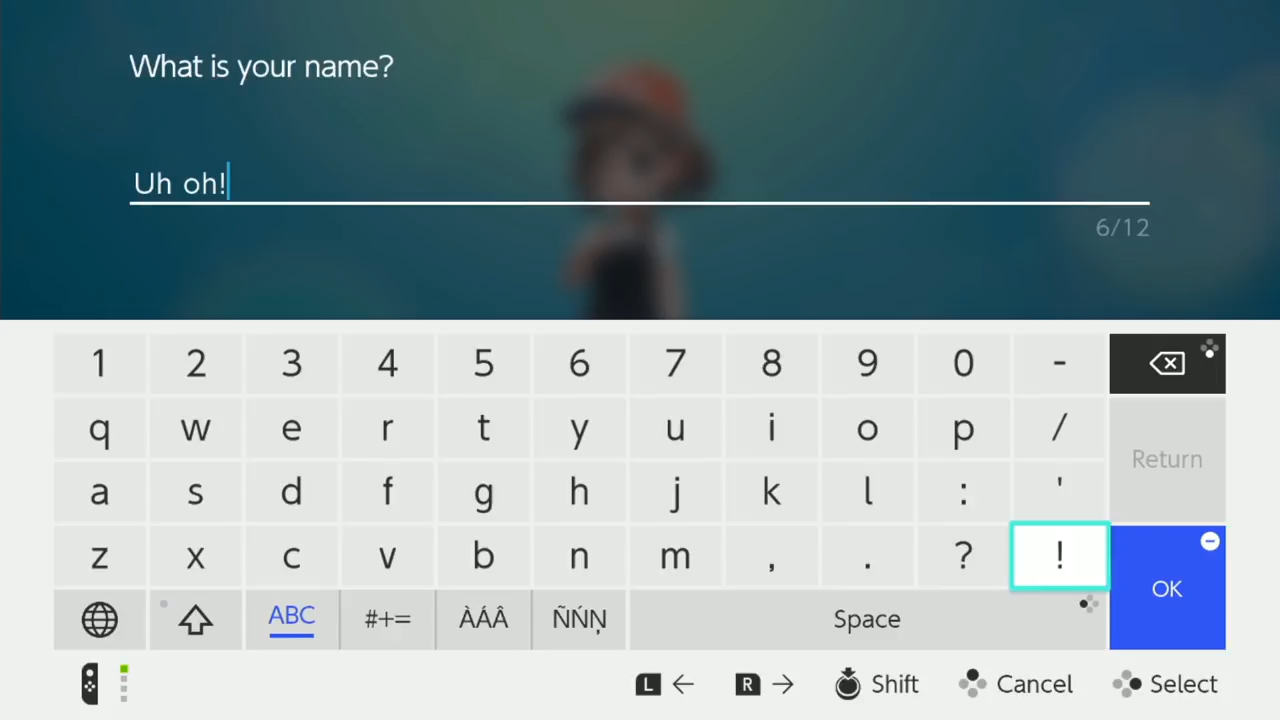 What is your name?
Uh oh!
6/12
1 2 3 4 5 6 7 8 9 0 -
q w e r t y u i o p /
Return
a s d f g h j k l : '
z x c v b n m , . ? !
OK
ABC #+= ÀÁÂ ÑŃŅ Space
L ← R → Shift Cancel Select